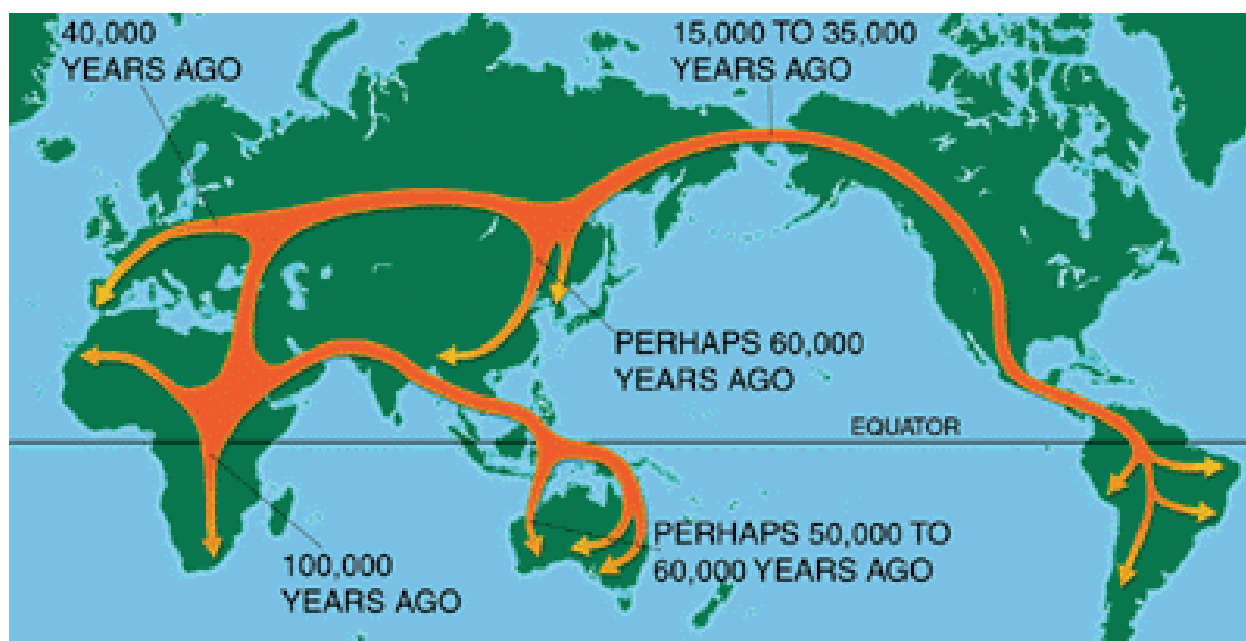 40,000
YEARS AGO
15,000 TO 35,000
YEARS AGO
PERHAPS 60,000
YEARS AGO
EQUATOR
PERHAPS 50,000 TO
60,000 YEARS AGO
100,000
YEARS AGO